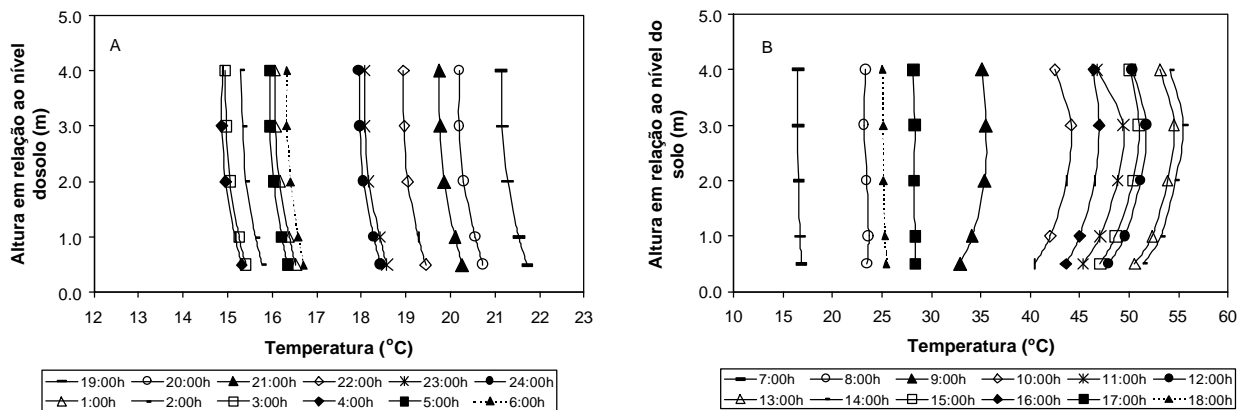 Altura em relação ao nível
dosolo (m)
5.0
4.0
3.0
2.0
1.0
0.0
A
12 13 14 15 16 17 18 19 20 21 22 23
Temperatura (°C)
19:00h 20:00h 21:00h 22:00h 23:00h 24:00h
1:00h 2:00h 3:00h 4:00h 5:00h 6:00h
Altura em relação ao nível do
solo (m)
5.0
4.0
3.0
2.0
1.0
0.0
B
10 15 20 25 30 35 40 45 50 55 60
Temperatura (ºC)
7:00h 8:00h 9:00h 10:00h 11:00h 12:00h
13:00h 14:00h 15:00h 16:00h 17:00h 18:00h